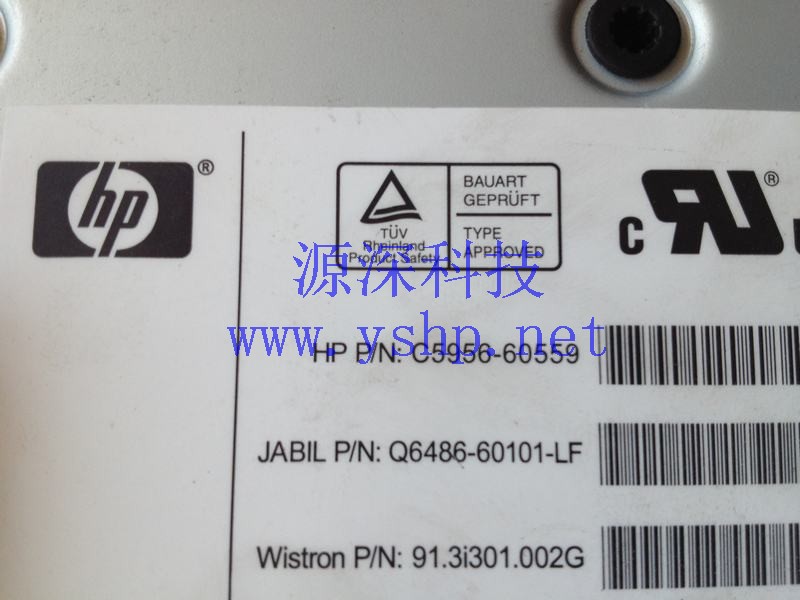 hp ®
TÜV
Rheinland
Product Safety
BAUART
GEPRÜFT
TYPE
APPROVED
c RU ®
源深科技
www.yshp.net
HP P/N: C5956-60559
JABIL P/N: Q6486-60101-LF
Wistron P/N: 91.3i301.002G